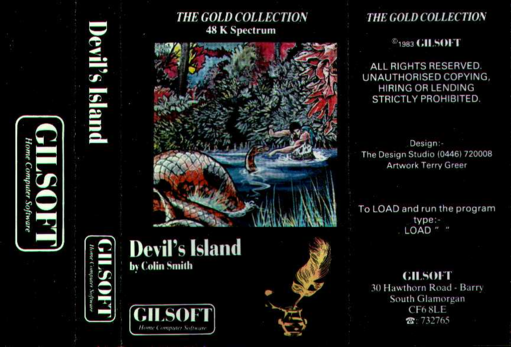 GILSOFT
Home Computer Software
Devil's Island
GILSOFT
Home Computer Software
THE GOLD COLLECTION
48 K Spectrum
Devil's Island
by Colin Smith
GILSOFT
Home Computer Software
THE GOLD COLLECTION
©1983 GILSOFT
ALL RIGHTS RESERVED.
UNAUTHORISED COPYING,
HIRING OR LENDING
STRICTLY PROHIBITED.
Design:-
The Design Studio (0446) 720008
Artwork Terry Greer
To LOAD and run the program
type:-
LOAD " "
GILSOFT
30 Hawthorn Road - Barry
South Glamorgan
CF6 8LE
☎: 732765